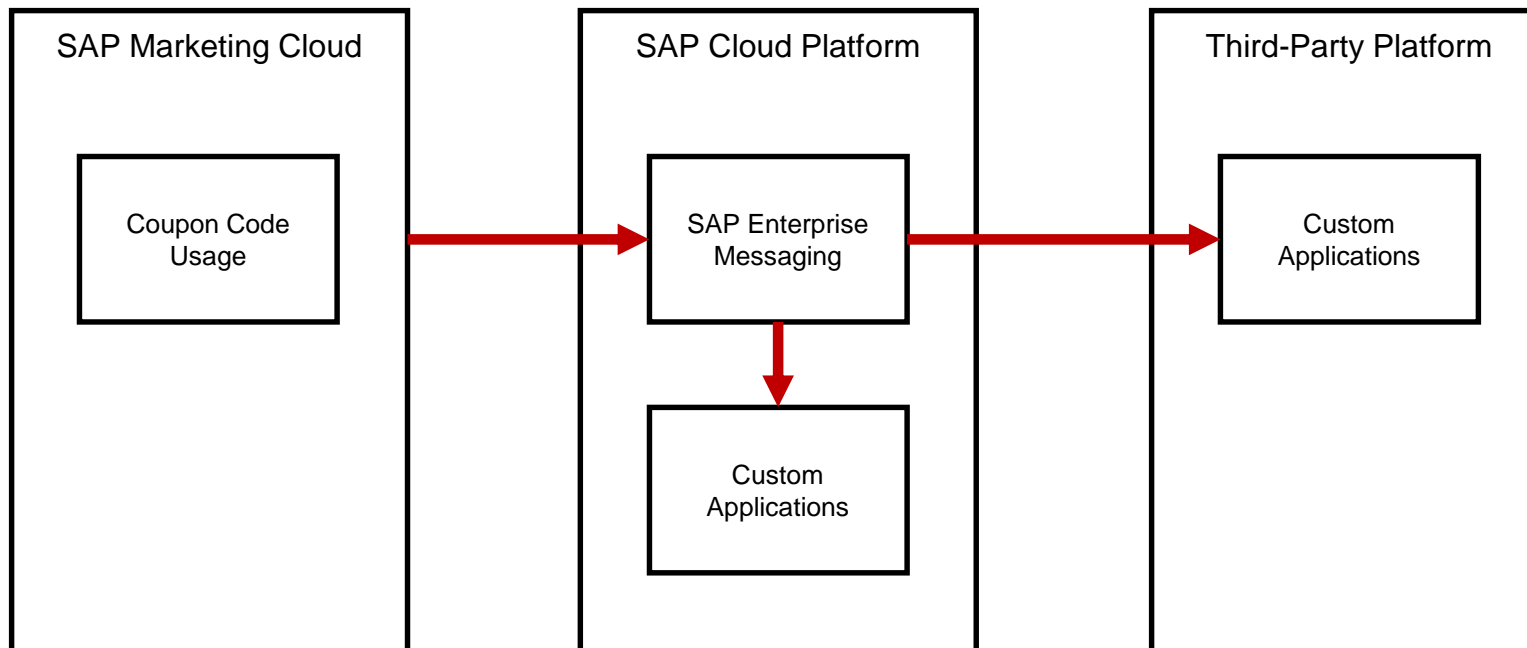 SAP Marketing Cloud
SAP Cloud Platform
Third-Party Platform
Coupon Code
Usage
SAP Enterprise
Messaging
Custom
Applications
Custom
Applications